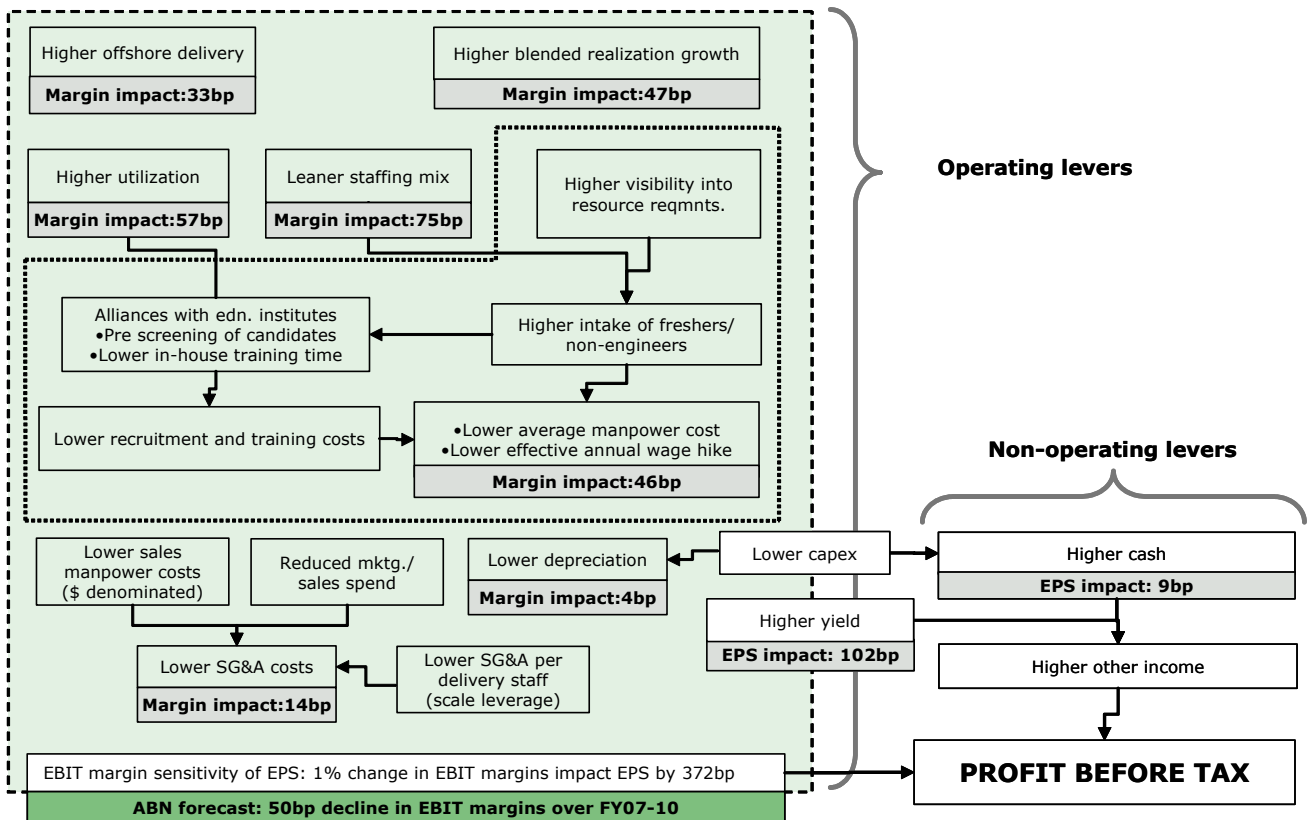 Higher offshore delivery
Margin impact:33bp
Higher blended realization growth
Margin impact:47bp
Operating levers
Higher utilization
Margin impact:57bp
Leaner staffing mix
Margin impact:75bp
Higher visibility into
resource reqmnts.
Alliances with edn. institutes
•Pre screening of candidates
•Lower in-house training time
Higher intake of freshers/
non-engineers
Lower recruitment and training costs
•Lower average manpower cost
•Lower effective annual wage hike
Margin impact:46bp
Non-operating levers
Lower sales
manpower costs
($ denominated)
Reduced mktg./
sales spend
Lower depreciation
Margin impact:4bp
Lower capex
Higher cash
EPS impact: 9bp
Higher yield
EPS impact: 102bp
Lower SG&A costs
Margin impact:14bp
Lower SG&A per
delivery staff
(scale leverage)
Higher other income
EBIT margin sensitivity of EPS: 1% change in EBIT margins impact EPS by 372bp
PROFIT BEFORE TAX
ABN forecast: 50bp decline in EBIT margins over FY07-10